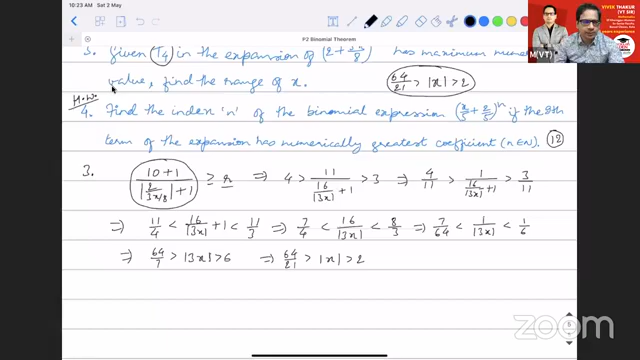 10:23 AM Sat 2 May
F2 Binomial Theorem
3. Given T₄ in the expansion of (2 + 3x/8)¹⁰ has maximum
value, find the range of x. 64/21 > |x| > 2
H.W.
4. Find the index 'n' of the binomial expression (x/5 + 2/5)ⁿ if the 9th
term of the expansion has numerically greatest coefficient (n∈N). 12
3. (10+1)/(|2/(3x/8)|+1) ≥ r ⇒ 4 > 11/(16/|3x| + 1) > 3 ⇒ 4/11 > 1/(16/|3x| + 1) > 3/11
⇒ 11/4 < 16/|3x| + 1 < 11/3 ⇒ 7/4 < 16/|3x| < 8/3 ⇒ 7/64 < 1/|3x| < 1/6
⇒ 64/7 > |3x| > 6 ⇒ 64/21 > |x| > 2
VIVEK THAKUR
(VT SIR)
M(VT)
zoom